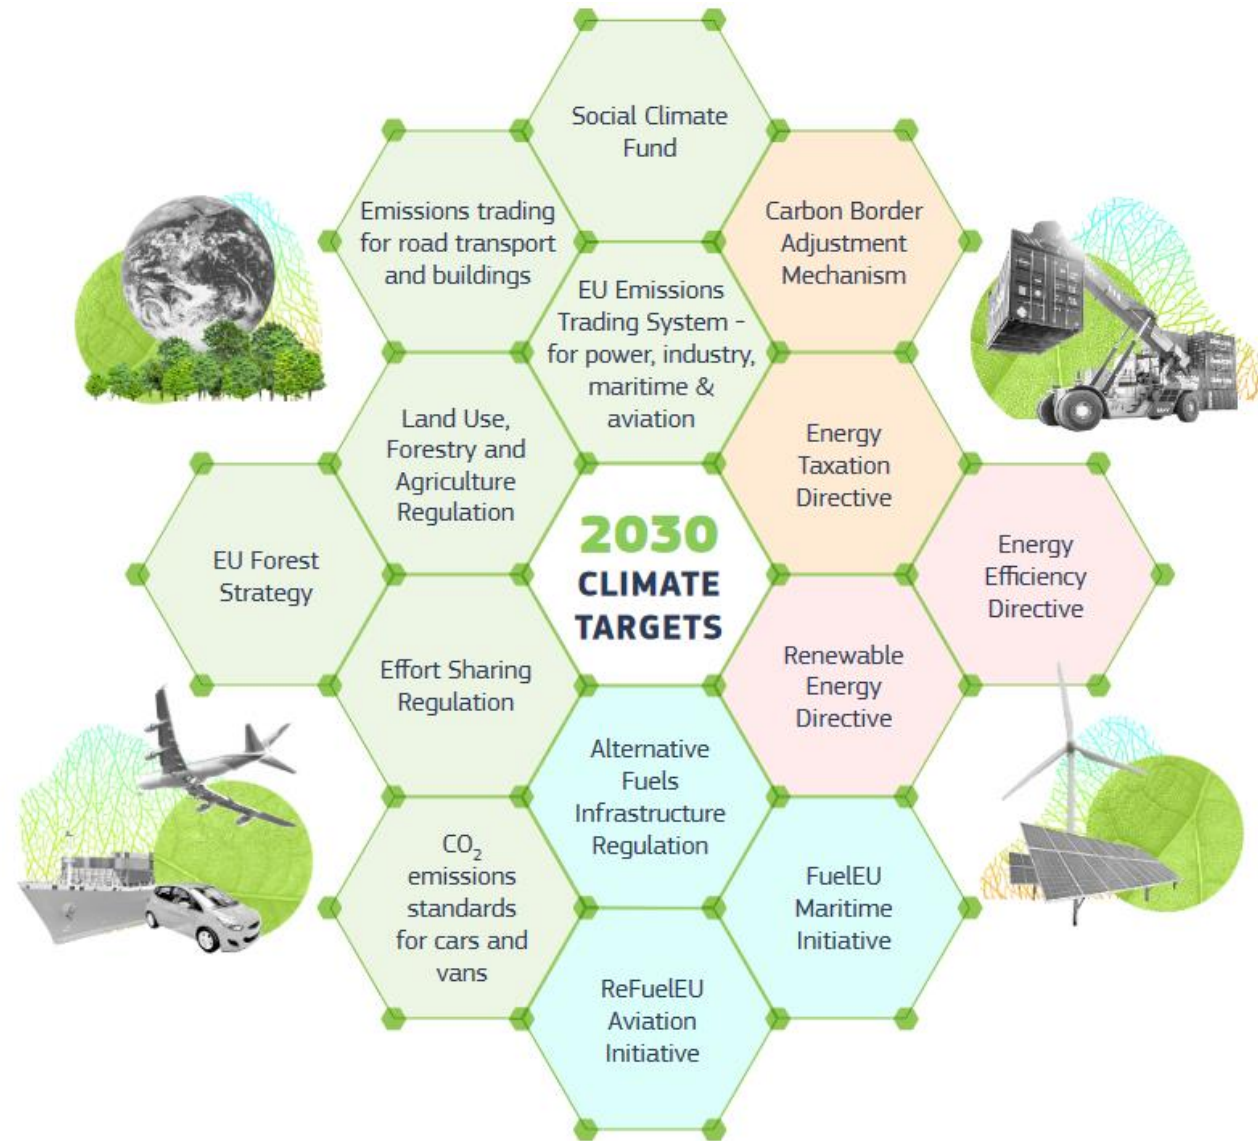 Social Climate
Fund
Emissions trading
for road transport
and buildings
Carbon Border
Adjustment
Mechanism
EU Emissions
Trading System -
for power, industry,
maritime &
aviation
Land Use,
Forestry and
Agriculture
Regulation
Energy
Taxation
Directive
EU Forest
Strategy
2030
CLIMATE
TARGETS
Energy
Efficiency
Directive
Effort Sharing
Regulation
Renewable
Energy
Directive
Alternative
Fuels
Infrastructure
Regulation
CO₂
emissions
standards
for cars and
vans
FuelEU
Maritime
Initiative
ReFuelEU
Aviation
Initiative